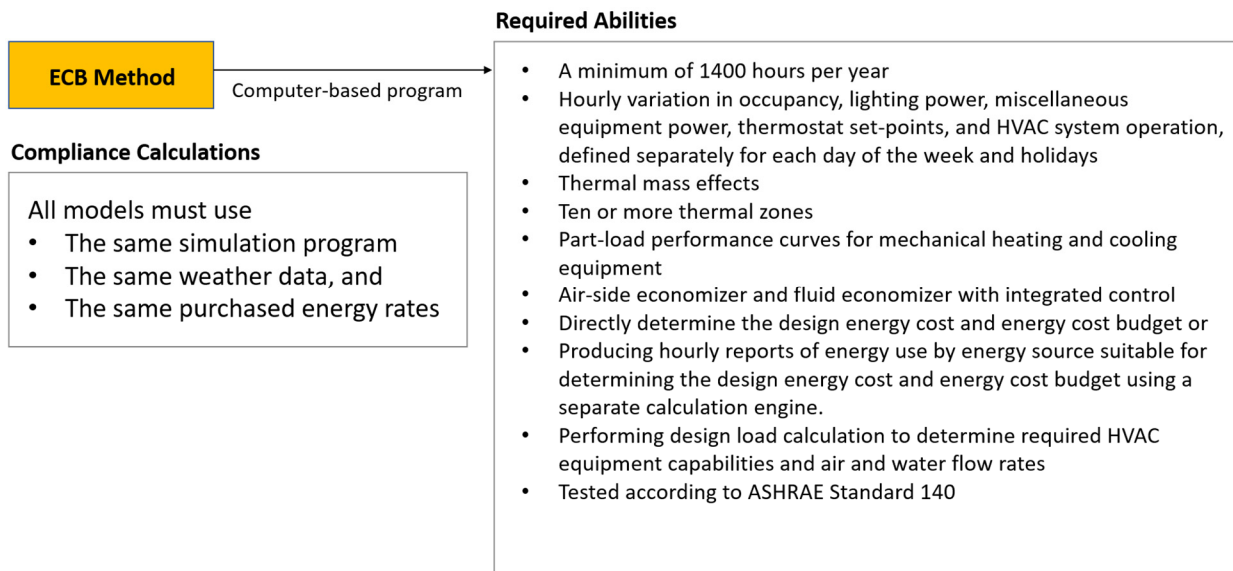 Required Abilities
ECB Method
Computer-based program
Compliance Calculations
All models must use
• The same simulation program
• The same weather data, and
• The same purchased energy rates
• A minimum of 1400 hours per year
• Hourly variation in occupancy, lighting power, miscellaneous
equipment power, thermostat set-points, and HVAC system operation,
defined separately for each day of the week and holidays
• Thermal mass effects
• Ten or more thermal zones
• Part-load performance curves for mechanical heating and cooling
equipment
• Air-side economizer and fluid economizer with integrated control
• Directly determine the design energy cost and energy cost budget or
• Producing hourly reports of energy use by energy source suitable for
determining the design energy cost and energy cost budget using a
separate calculation engine.
• Performing design load calculation to determine required HVAC
equipment capabilities and air and water flow rates
• Tested according to ASHRAE Standard 140